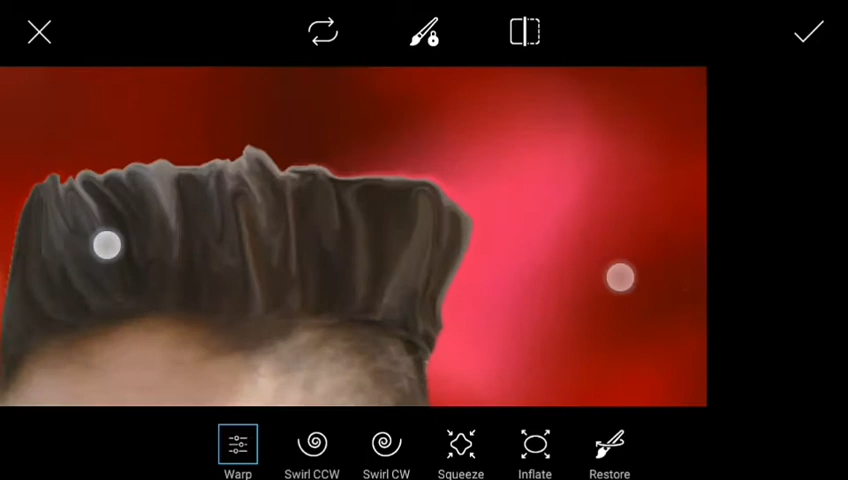 Warp
Swirl CCW
Swirl CW
Squeeze
Inflate
Restore